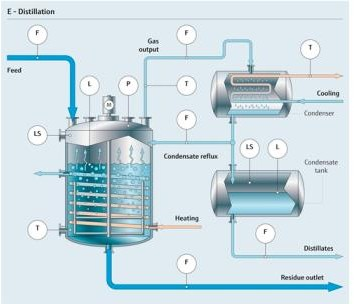 E - Distillation
F
Feed
L
P
M
LS
T
Gas
output
F
T
F
Condensate reflux
Heating
T
Cooling
Condenser
LS
L
Condensate
tank
F
Distillates
F
Residue outlet